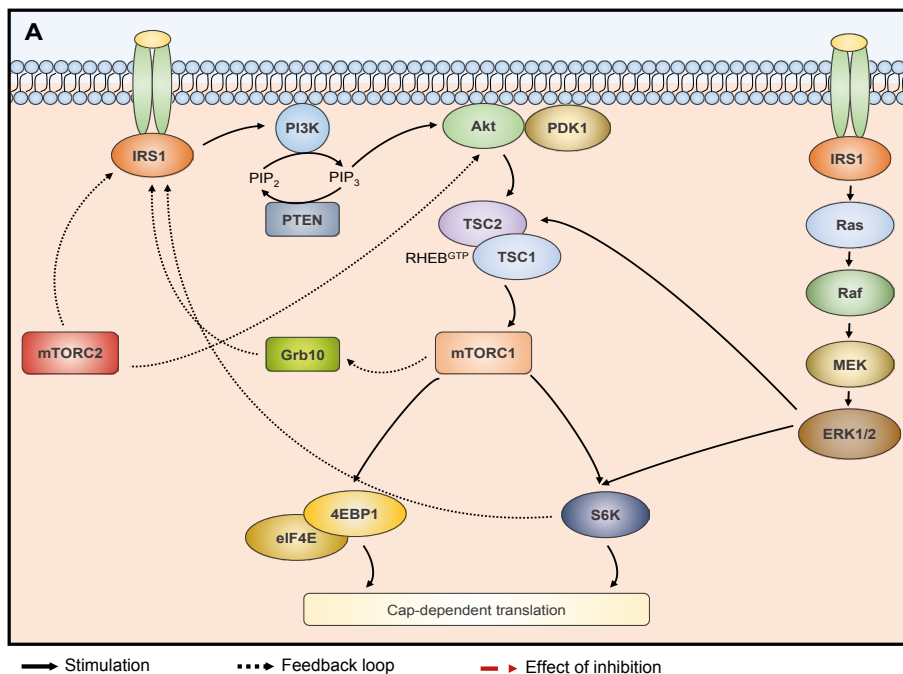 A
IRS1
PI3K
PIP2
PIP3
PTEN
Akt
PDK1
TSC2
RHEBGTP
TSC1
mTORC2
Grb10
mTORC1
4EBP1
eIF4E
S6K
Cap-dependent translation
IRS1
Ras
Raf
MEK
ERK1/2
Stimulation
Feedback loop
Effect of inhibition